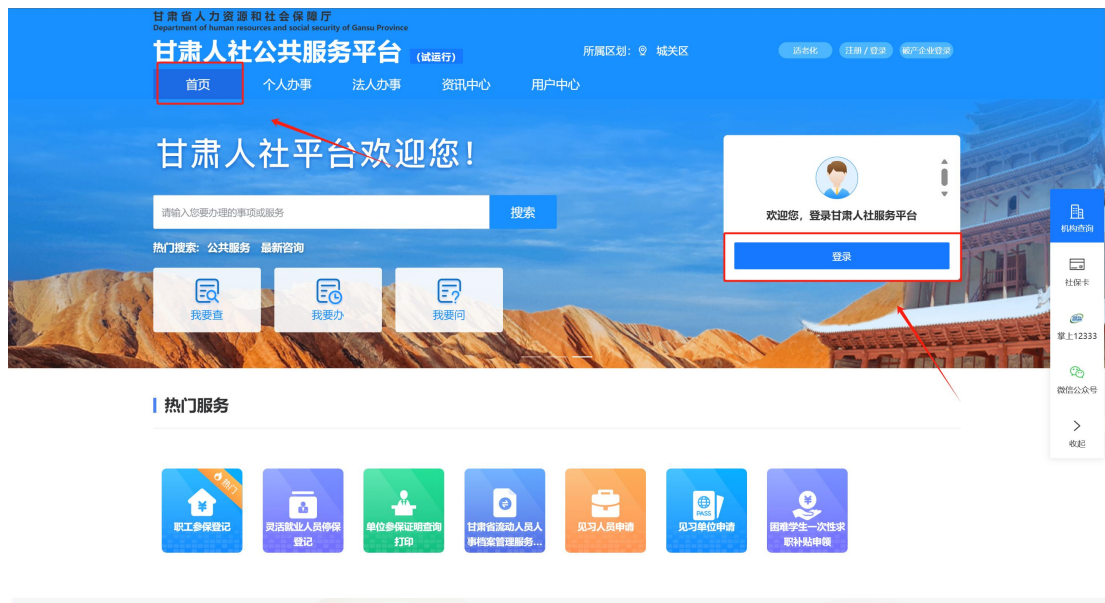 甘肃省人力资源和社会保障厅
Department of human resources and social security of Gansu Province
甘肃人社公共服务平台 (试运行)
所属区划: 城关区
适老化 注册 / 登录 破产企业登录
首页 个人办事 法人办事 资讯中心 用户中心
甘肃人社平台欢迎您!
请输入您要办理的事项或服务 搜索
热门搜索: 公共服务 最新咨询
我要查 我要办 我要问
欢迎您, 登录甘肃人社服务平台
登录
机构查询
社保卡
掌上12333
微信公众号
收起
热门服务
热门
职工参保登记
灵活就业人员停保
登记
单位参保证明查询
打印
甘肃省流动人员人
事档案管理服务...
见习人员申请
PASS
见习单位申请
困难学生一次性求
职补贴申领